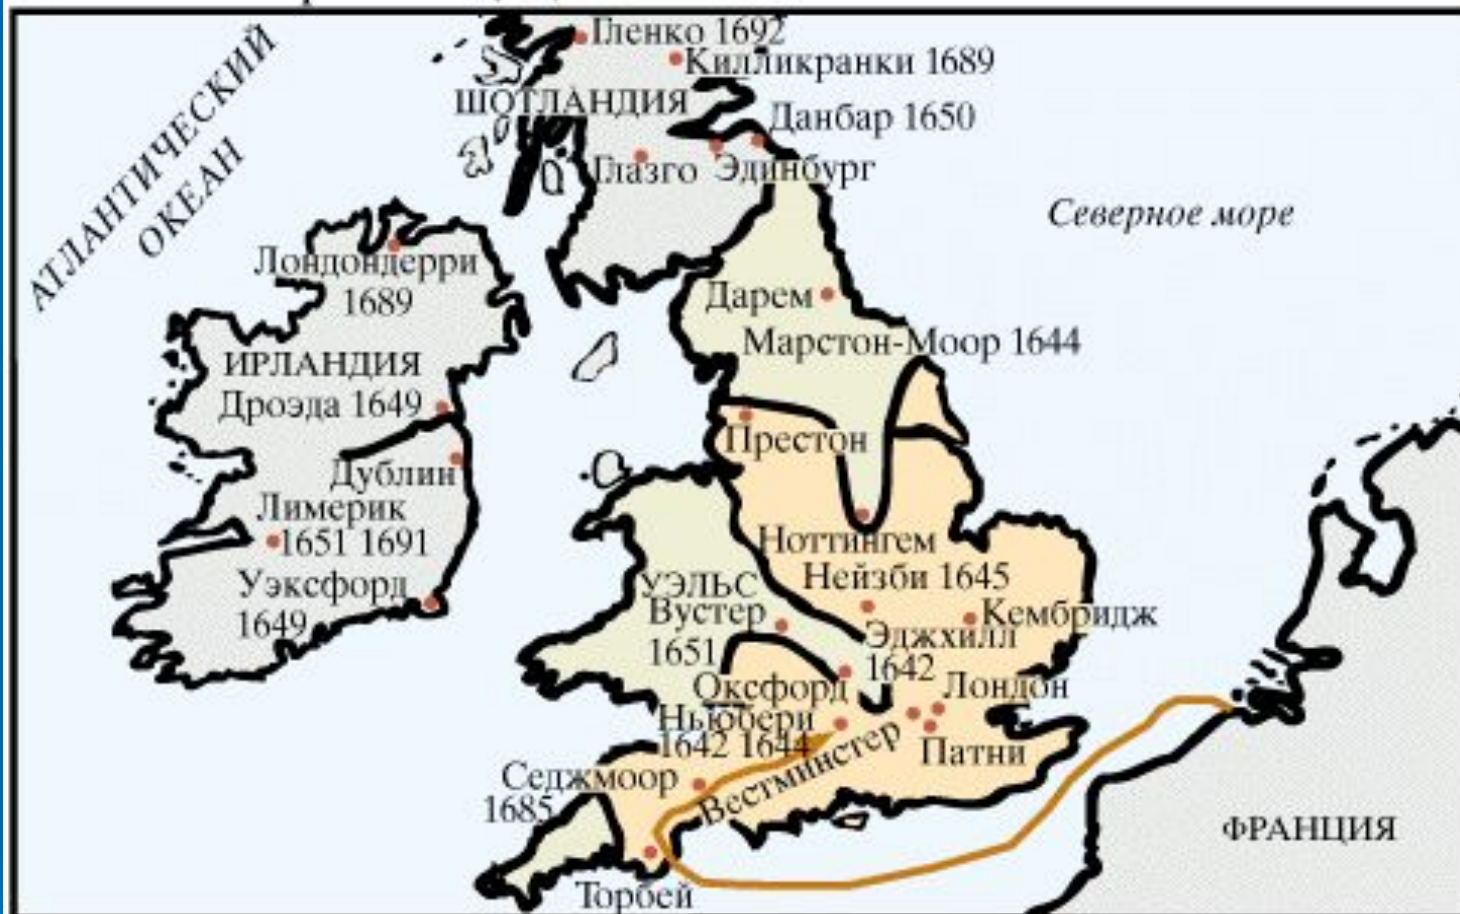 Гленко 1692
Килликранки 1689
АТЛАНТИЧЕСКИЙ
ОКЕАН
ШОТЛАНДИЯ
Данбар 1650
Глазго
Эдинбург
Северное море
Лондондерри
1689
Дарем
Марстон-Моор 1644
ИРЛАНДИЯ
Дроэда 1649
Престон
Дублин
Лимерик
1651 1691
Ноттингем
Нейзби 1645
Уэксфорд
1649
УЭЛЬС
Вустер
1651
Кембридж
Эджхилл
1642
Оксфорд
Лондон
Ньюбери
1642 1644
Вестминстер
Патни
Седжмоор
1685
ФРАНЦИЯ
Торбей